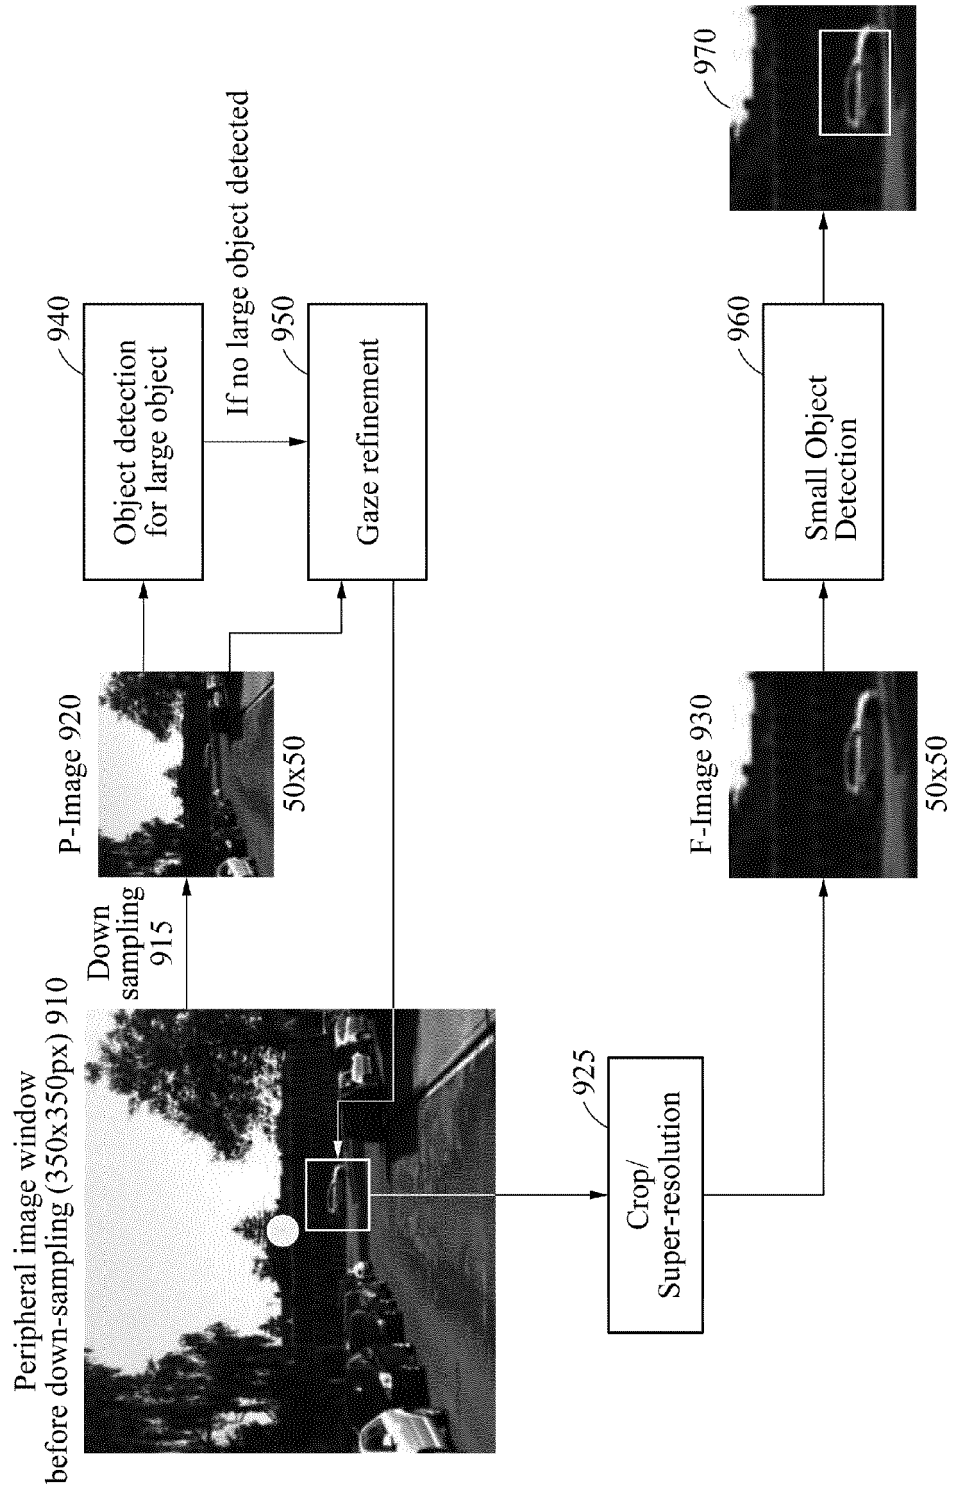 Peripheral image window
before down-sampling (350x350px) 910
Down
sampling
915
P-Image 920
50x50
940
Object detection
for large object
If no large object detected
950
Gaze refinement
925
Crop/
Super-resolution
F-Image 930
50x50
960
Small Object
Detection
970